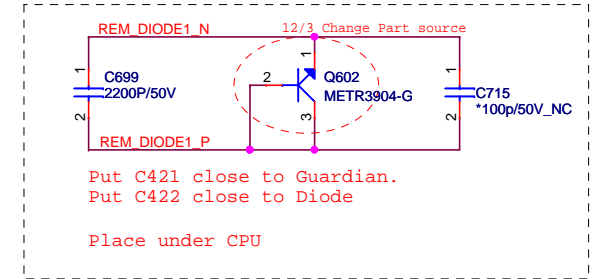 REM_DIODE1_N
12/3 Change Part source
1
C699
2200P/50V
1
2
2
Q602
METR3904-G
3
1
C715
*100p/50V_NC
2
REM_DIODE1_P
Put C421 close to Guardian.
Put C422 close to Diode
Place under CPU